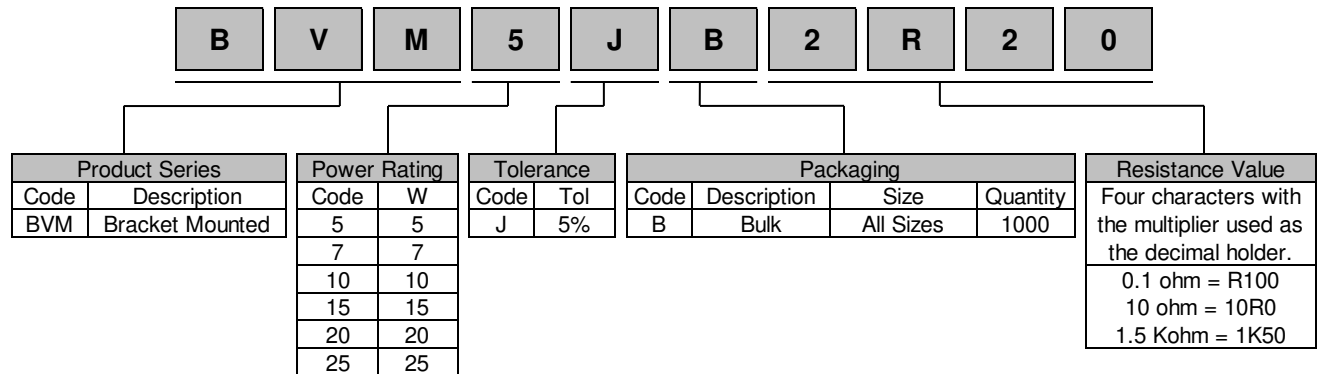 B V M 5 J B 2 R 2 0
Product Series
Code Description
BVM Bracket Mounted
Power Rating
Code W
5 5
7 7
10 10
15 15
20 20
25 25
Tolerance
Code Tol
J 5%
Packaging
Code Description Size Quantity
B Bulk All Sizes 1000
Resistance Value
Four characters with
the multiplier used as
the decimal holder.
0.1 ohm = R100
10 ohm = 10R0
1.5 Kohm = 1K50